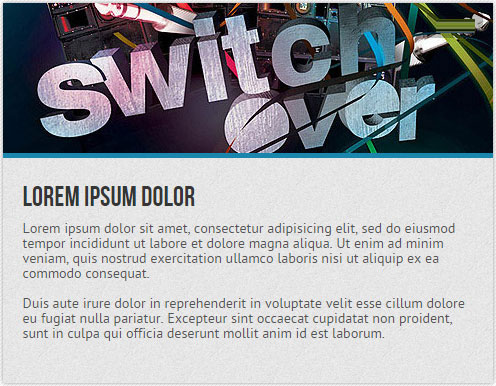 switch
over
LOREM IPSUM DOLOR
Lorem ipsum dolor sit amet, consectetur adipisicing elit, sed do eiusmod
tempor incididunt ut labore et dolore magna aliqua. Ut enim ad minim
veniam, quis nostrud exercitation ullamco laboris nisi ut aliquip ex ea
commodo consequat.
Duis aute irure dolor in reprehenderit in voluptate velit esse cillum dolore
eu fugiat nulla pariatur. Excepteur sint occaecat cupidatat non proident,
sunt in culpa qui officia deserunt mollit anim id est laborum.